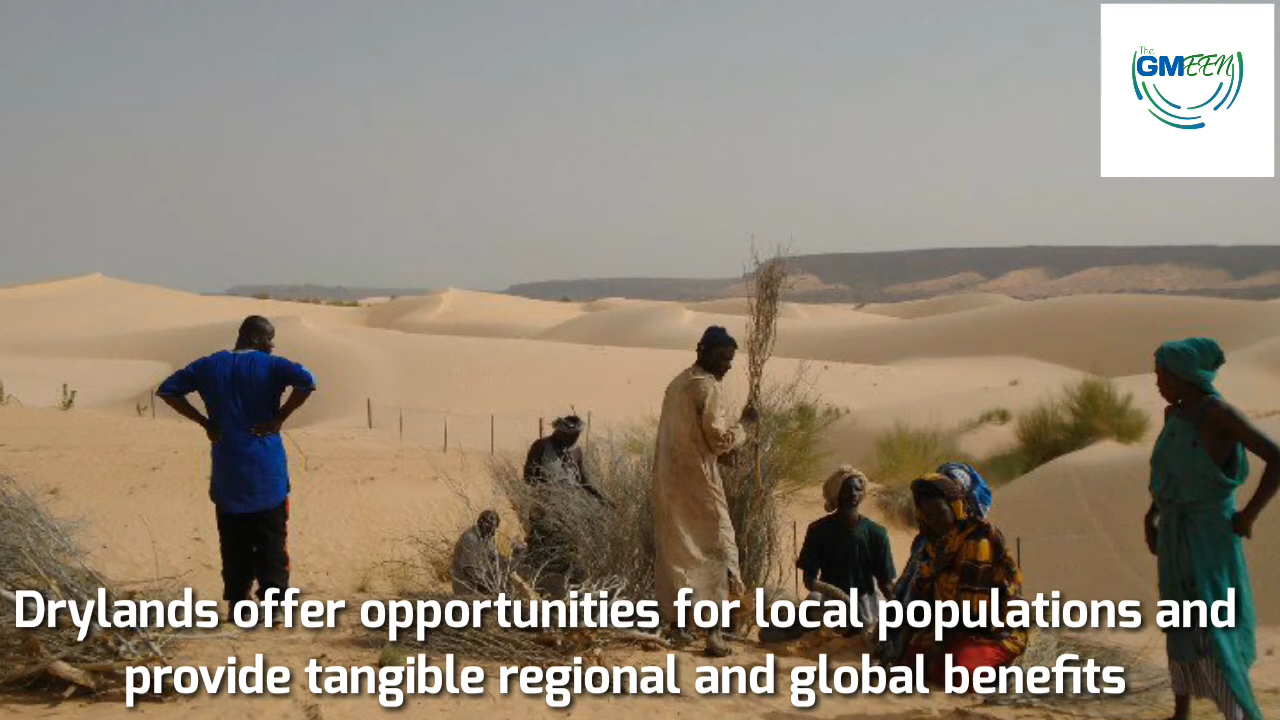 The
GMEEN
Drylands offer opportunities for local populations and
provide tangible regional and global benefits